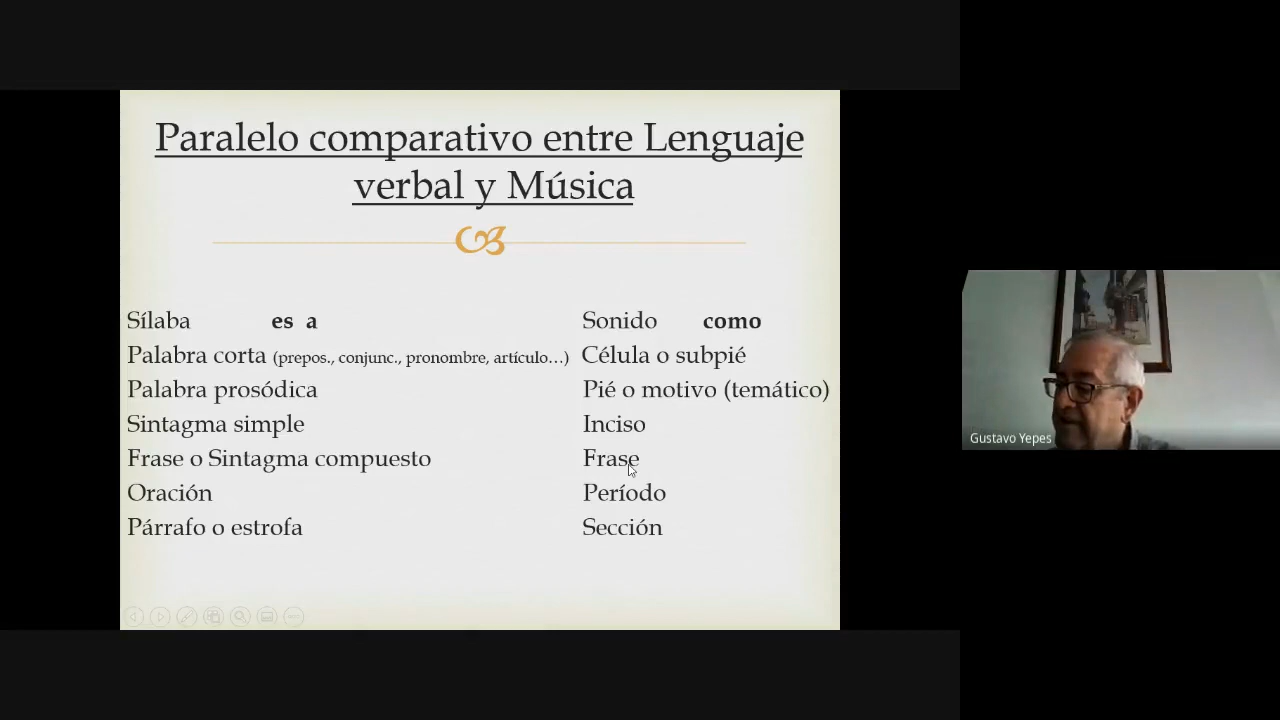 Paralelo comparativo entre Lenguaje
verbal y Música
Sílaba es a Sonido como
Palabra corta (prepos., conjunc., pronombre, artículo…) Célula o subpié
Palabra prosódica Pié o motivo (temático)
Sintagma simple Inciso
Frase o Sintagma compuesto Frase
Oración Período
Párrafo o estrofa Sección
Gustavo Yepes